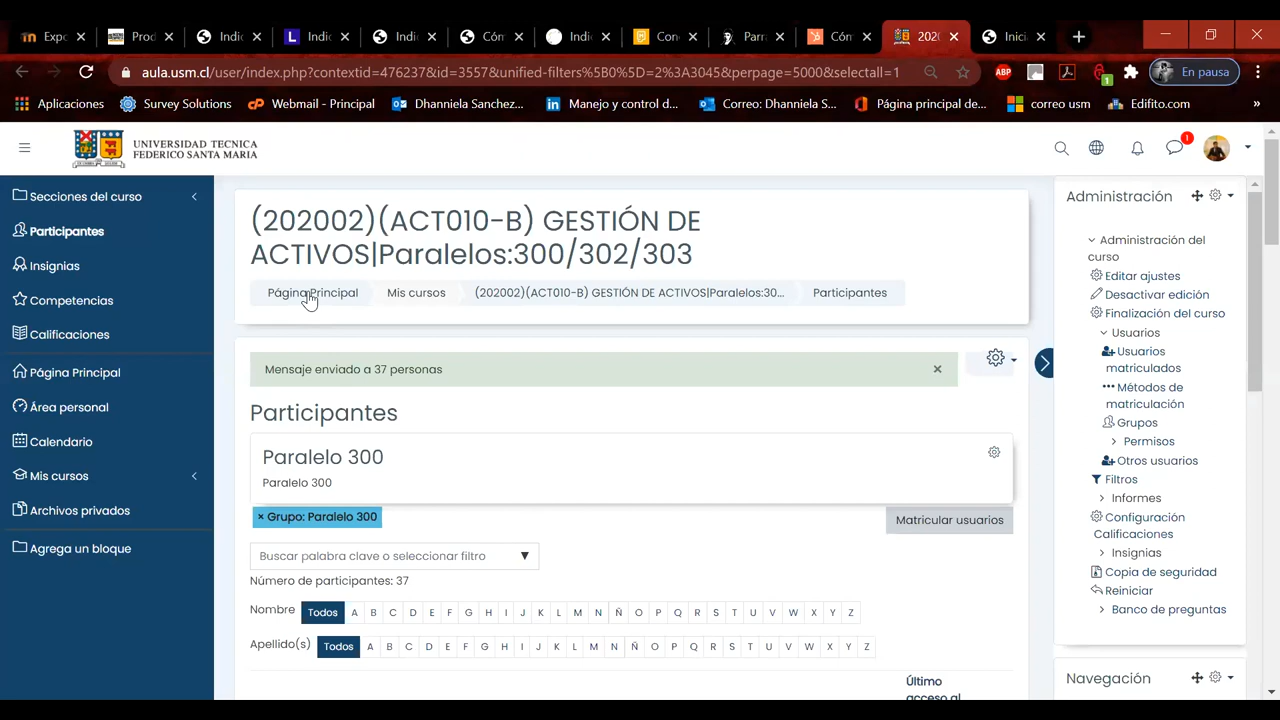 Expo
Prod
Indic
Indic
Indic
Cóm
Indic
Con
Parra
Cóm
202
Inicia
aula.usm.cl/user/index.php?contextid=476237&id=3557&unified-filters%5B0%5D=2%3A3045&perpage=5000&selectall=1
ABP
1
En pausa
Aplicaciones
Survey Solutions
Webmail - Principal
Dhanniela Sanchez...
Manejo y control d...
Correo: Dhanniela S...
Página principal de...
correo usm
Edifito.com
»
UNIVERSIDAD TECNICA
FEDERICO SANTA MARIA
1
Secciones del curso
Participantes
Insignias
Competencias
Calificaciones
Página Principal
Área personal
Calendario
Mis cursos
Archivos privados
Agrega un bloque
(202002)(ACT010-B) GESTIÓN DE
ACTIVOS|Paralelos:300/302/303
Página Principal
Mis cursos
(202002)(ACT010-B) GESTIÓN DE ACTIVOS|Paralelos:30...
Participantes
Mensaje enviado a 37 personas
×
Participantes
Paralelo 300
Paralelo 300
× Grupo: Paralelo 300
Matricular usuarios
Buscar palabra clave o seleccionar filtro ▼
Número de participantes: 37
Nombre Todos A B C D E F G H I J K L M N Ñ O P Q R S T U V W X Y Z
Apellido(s) Todos A B C D E F G H I J K L M N Ñ O P Q R S T U V W X Y Z
Último
acceso al
Administración
Administración del
curso
Editar ajustes
Desactivar edición
Finalización del curso
Usuarios
Usuarios
matriculados
Métodos de
matriculación
Grupos
Permisos
Otros usuarios
Filtros
Informes
Configuración
Calificaciones
Insignias
Copia de seguridad
Reiniciar
Banco de preguntas
Navegación